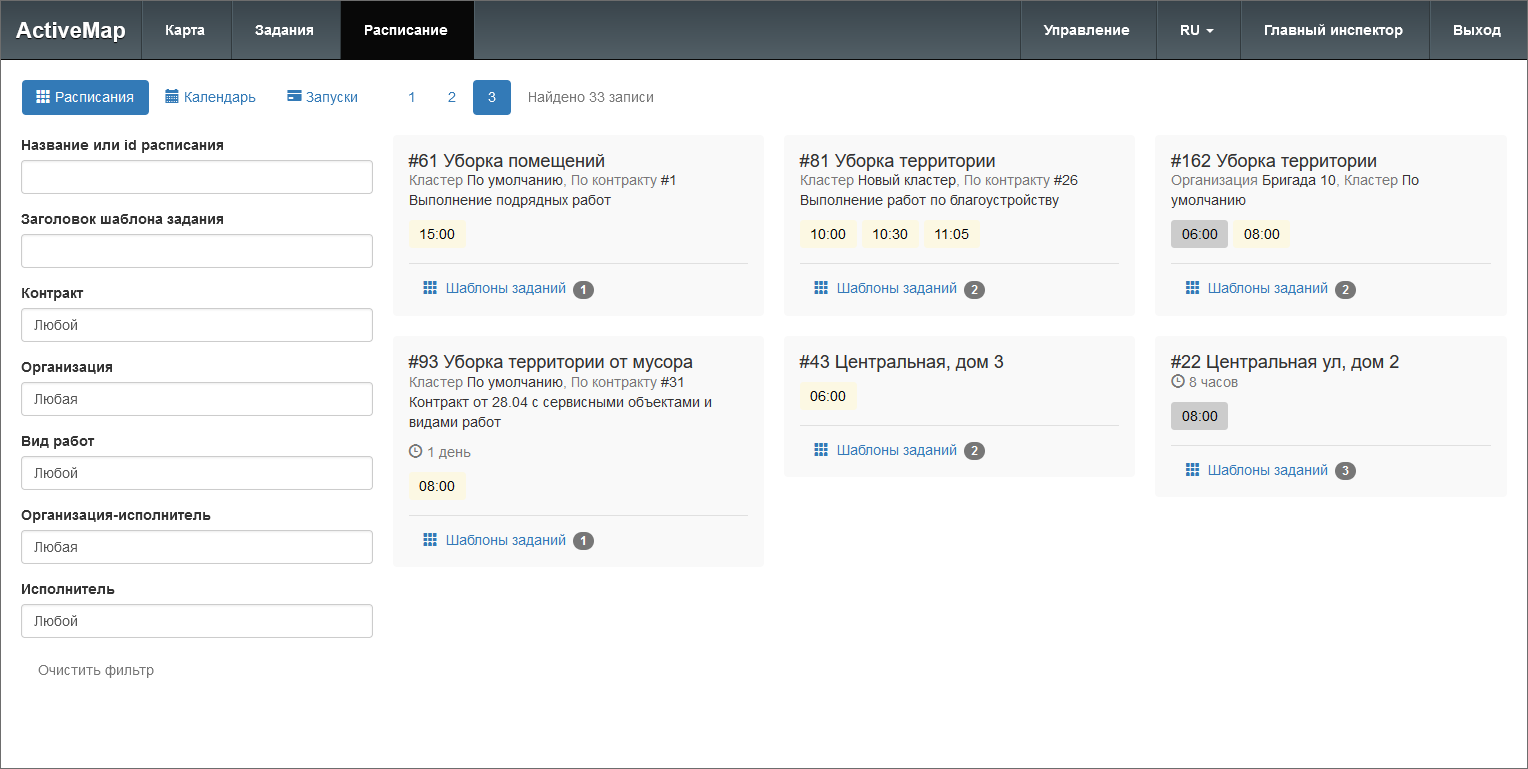 ActiveMap
Карта
Задания
Расписание
Управление
RU
Главный инспектор
Выход
Расписания
Календарь
Запуски
1
2
3
Найдено 33 записи
Название или id расписания
Заголовок шаблона задания
Контракт
Любой
Организация
Любая
Вид работ
Любой
Организация-исполнитель
Любая
Исполнитель
Любой
Очистить фильтр
#61 Уборка помещений
Кластер По умолчанию, По контракту #1
Выполнение подрядных работ
15:00
Шаблоны заданий 1
#81 Уборка территории
Кластер Новый кластер, По контракту #26
Выполнение работ по благоустройству
10:00 10:30 11:05
Шаблоны заданий 2
#162 Уборка территории
Организация Бригада 10, Кластер По
умолчанию
06:00 08:00
Шаблоны заданий 2
#93 Уборка территории от мусора
Кластер По умолчанию, По контракту #31
Контракт от 28.04 с сервисными объектами и
видами работ
1 день
08:00
Шаблоны заданий 1
#43 Центральная, дом 3
06:00
Шаблоны заданий 2
#22 Центральная ул, дом 2
8 часов
08:00
Шаблоны заданий 3